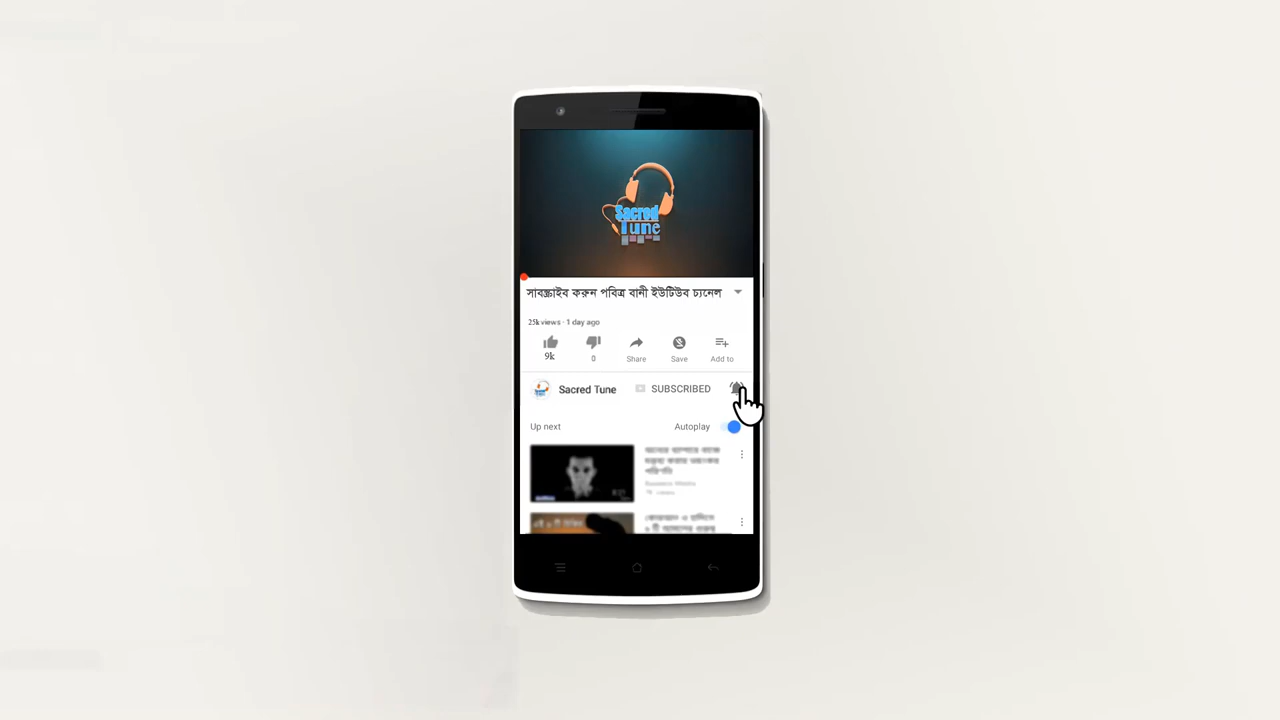 Sacred
Tune
সাবস্ক্রাইব করুন পবিত্র বানী ইউটিউব চ্যনেল
25k views · 1 day ago
9k
0
Share
Save
Add to
Sacred Tune
SUBSCRIBED
Up next
Autoplay